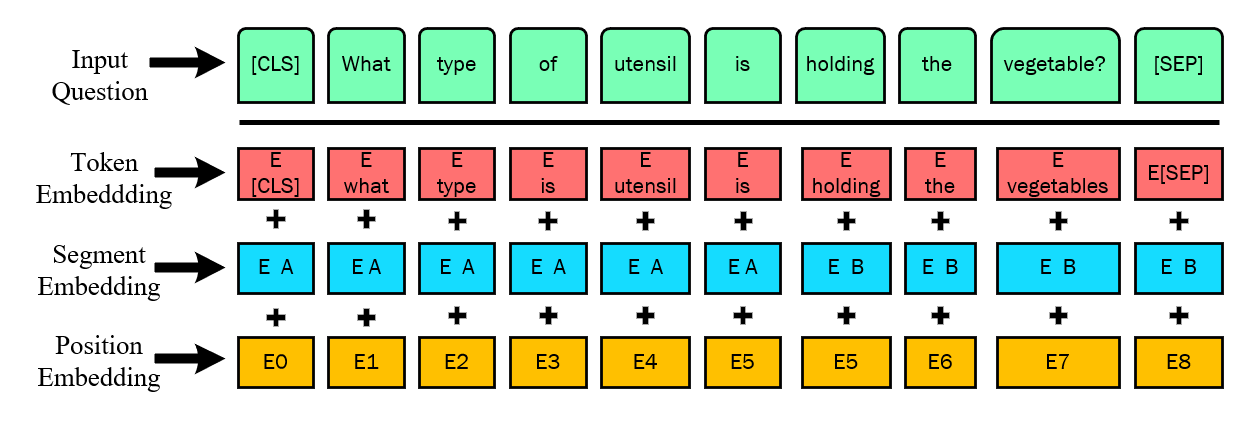 Input
Question
[CLS] What type of utensil is holding the vegetable? [SEP]
Token
Embeddding
E E E E E E E E E E[SEP]
[CLS] what type is utensil is holding the vegetables
+ + + + + + + + + +
Segment
Embedding
E A E A E A E A E A E A E B E B E B E B
+ + + + + + + + + +
Position
Embedding
E0 E1 E2 E3 E4 E5 E5 E6 E7 E8